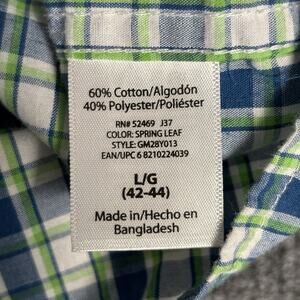 60% Cotton/Algodón
40% Polyester/Poliéster
RN# 52469 J37
COLOR: SPRING LEAF
STYLE: GM28Y013
EAN/UPC 6 8210224039
L/G
(42-44)
Made in/Hecho en
Bangladesh